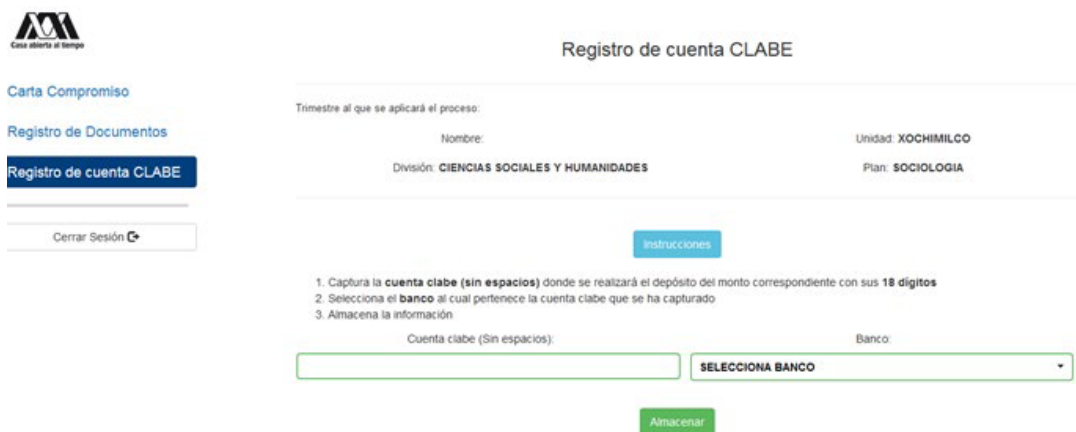 Casa abierta al tiempo
Registro de cuenta CLABE
Carta Compromiso
Registro de Documentos
Registro de cuenta CLABE
Cerrar Sesión
Trimestre al que se aplicará el proceso:
Nombre: Unidad: XOCHIMILCO
División: CIENCIAS SOCIALES Y HUMANIDADES Plan: SOCIOLOGIA
Instrucciones
1. Captura la cuenta clabe (sin espacios) donde se realizará el depósito del monto correspondiente con sus 18 dígitos
2. Selecciona el banco al cual pertenece la cuenta clabe que se ha capturado
3. Almacena la información
Cuenta clabe (Sin espacios): Banco:
SELECCIONA BANCO
Almacenar